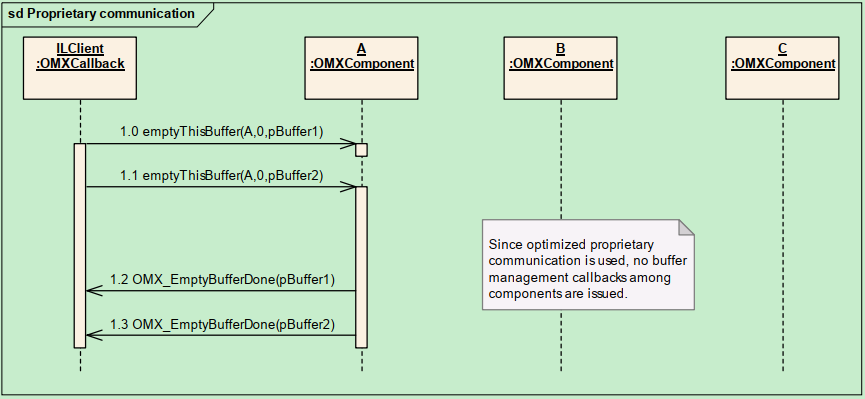 sd Proprietary communication
ILClient
:OMXCallback
A
:OMXComponent
B
:OMXComponent
C
:OMXComponent
1.0 emptyThisBuffer(A,0,pBuffer1)
1.1 emptyThisBuffer(A,0,pBuffer2)
Since optimized proprietary
communication is used, no buffer
management callbacks among
components are issued.
1.2 OMX_EmptyBufferDone(pBuffer1)
1.3 OMX_EmptyBufferDone(pBuffer2)